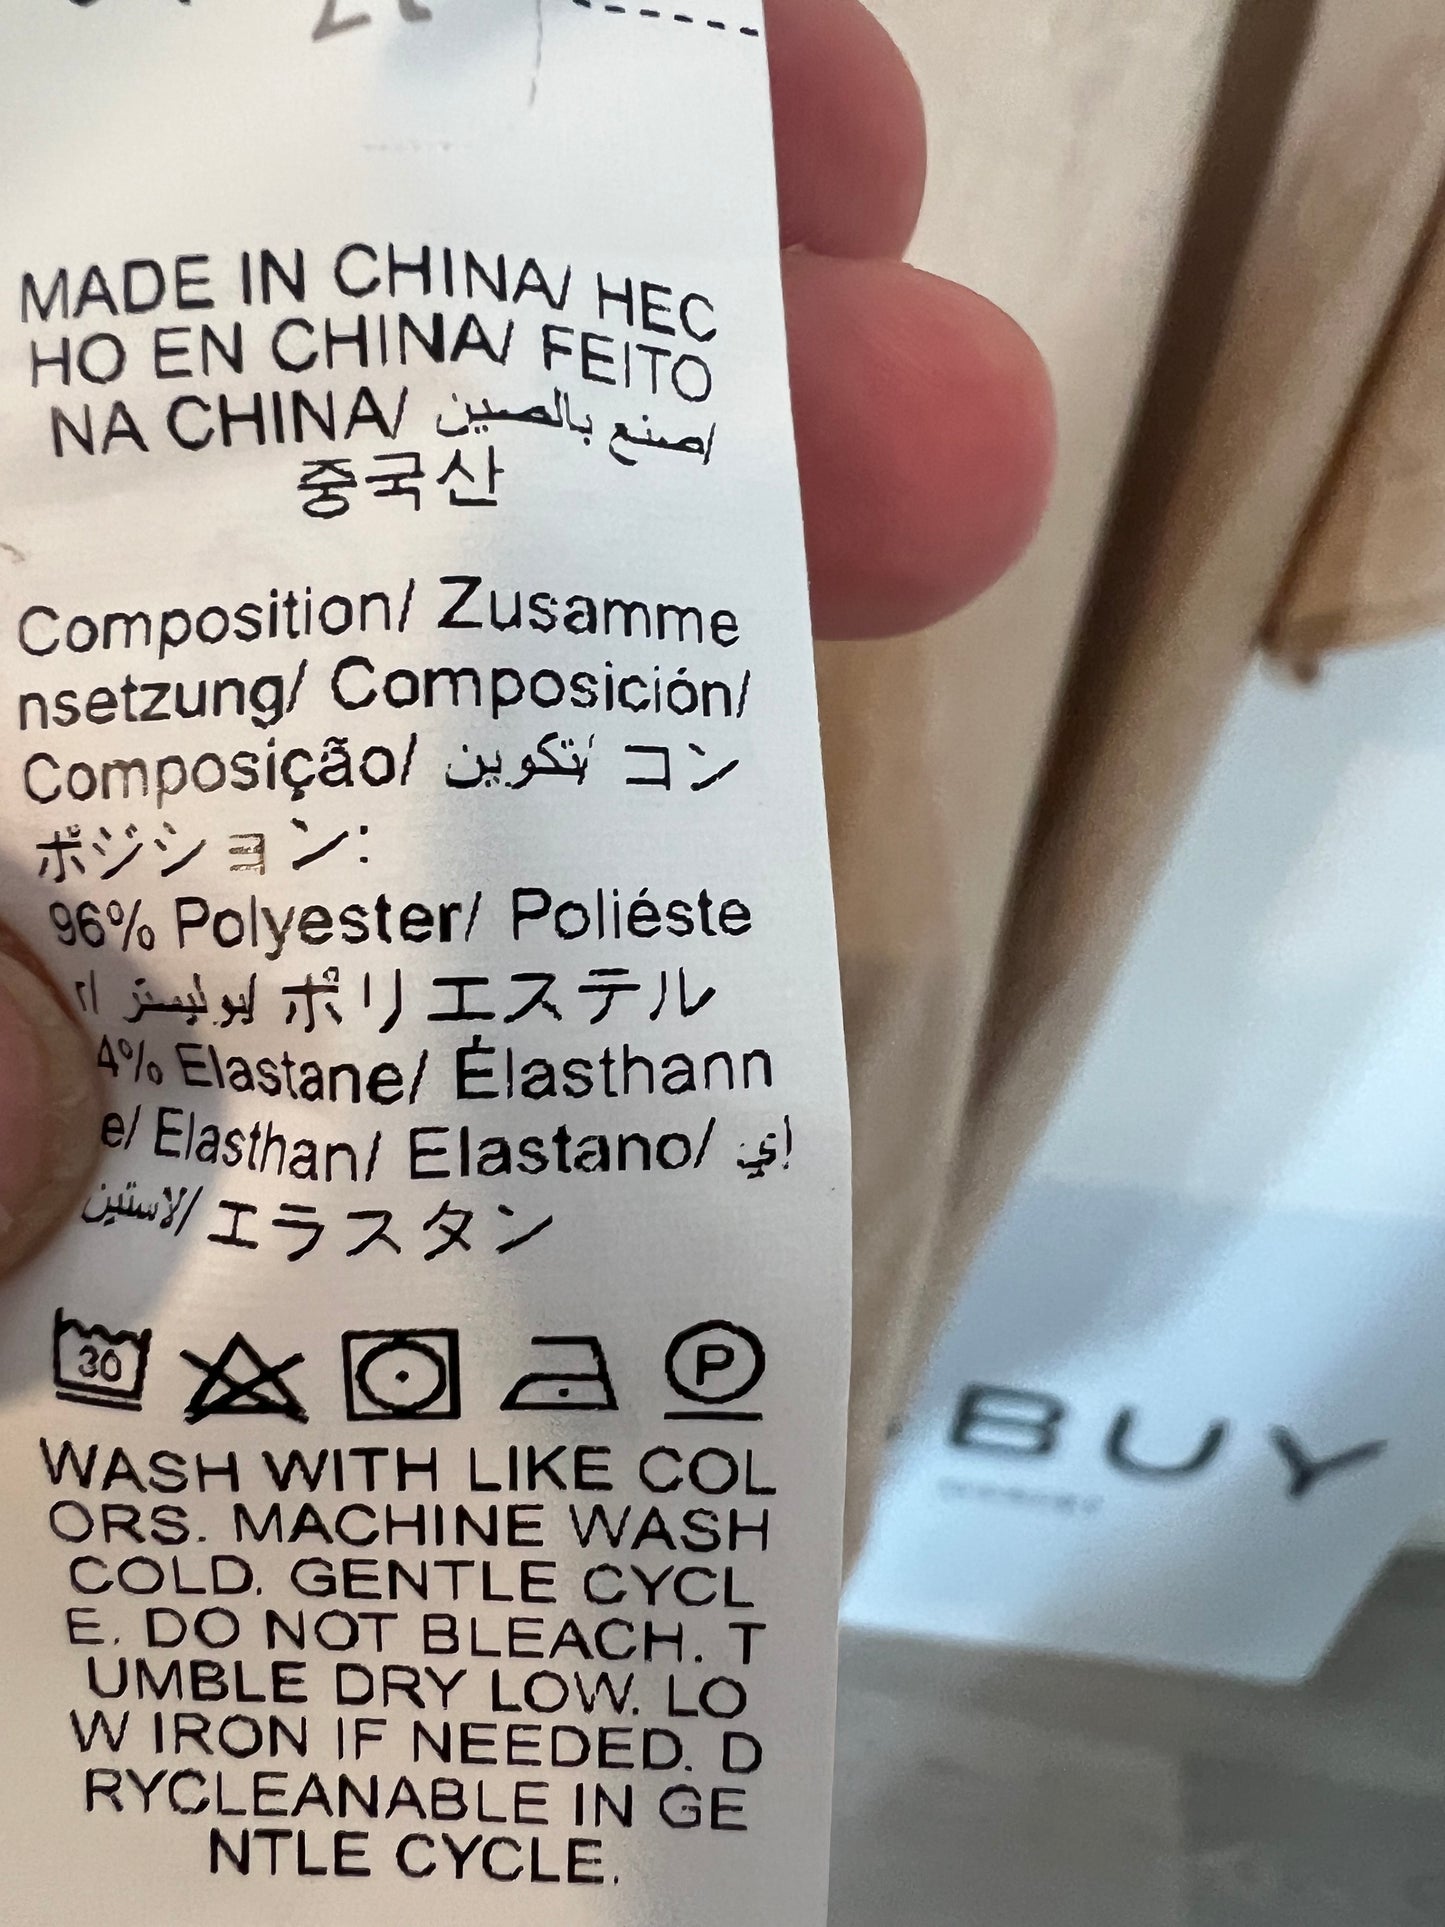 MADE IN CHINA/ HEC
HO EN CHINA/ FEITO
NA CHINA/ صنع بالصين/
중국산
Composition/ Zusamme
nsetzung/ Composición/
Composição/ تكوين/ コン
ポジション:
96% Polyester/ Poliéste
r/ بوليستر/ ポリエステル
4% Elastane/ Élasthann
e/ Elasthan/ Elastano/ إي
لاستين/ エラスタン
30
P
WASH WITH LIKE COL
ORS. MACHINE WASH
COLD. GENTLE CYCL
E. DO NOT BLEACH. T
UMBLE DRY LOW. LO
W IRON IF NEEDED. D
RYCLEANABLE IN GE
NTLE CYCLE.
BUY